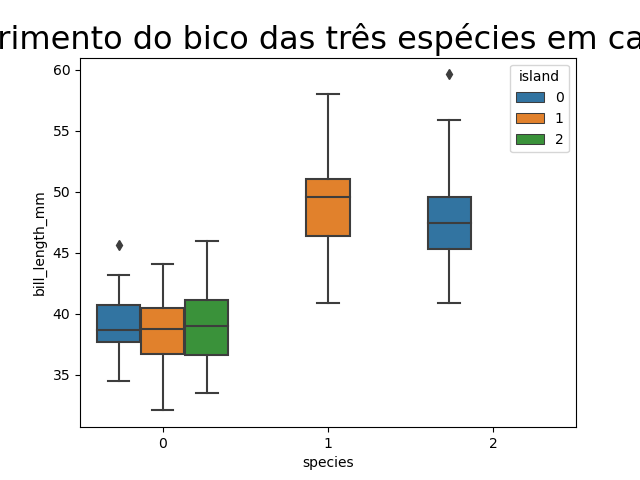 rimento do bico das três espécies em ca
island
0
1
2
60
55
50
45
40
35
bill_length_mm
0 1 2
species